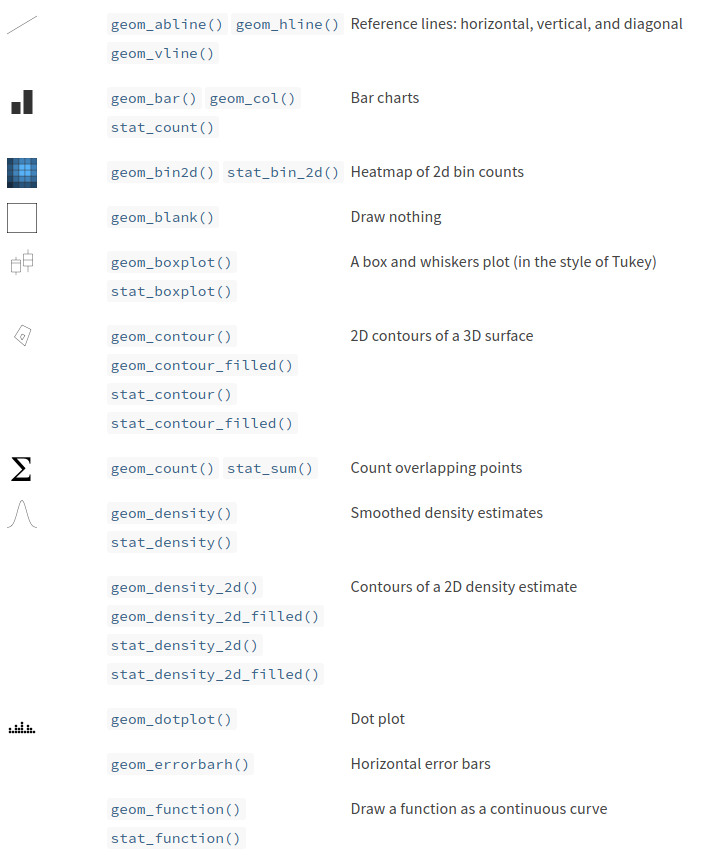 geom_abline() geom_hline() Reference lines: horizontal, vertical, and diagonal
geom_vline()
geom_bar() geom_col() Bar charts
stat_count()
geom_bin2d() stat_bin_2d() Heatmap of 2d bin counts
geom_blank() Draw nothing
geom_boxplot() A box and whiskers plot (in the style of Tukey)
stat_boxplot()
geom_contour() 2D contours of a 3D surface
geom_contour_filled()
stat_contour()
stat_contour_filled()
Σ geom_count() stat_sum() Count overlapping points
geom_density() Smoothed density estimates
stat_density()
geom_density_2d() Contours of a 2D density estimate
geom_density_2d_filled()
stat_density_2d()
stat_density_2d_filled()
geom_dotplot() Dot plot
geom_errorbarh() Horizontal error bars
geom_function() Draw a function as a continuous curve
stat_function()